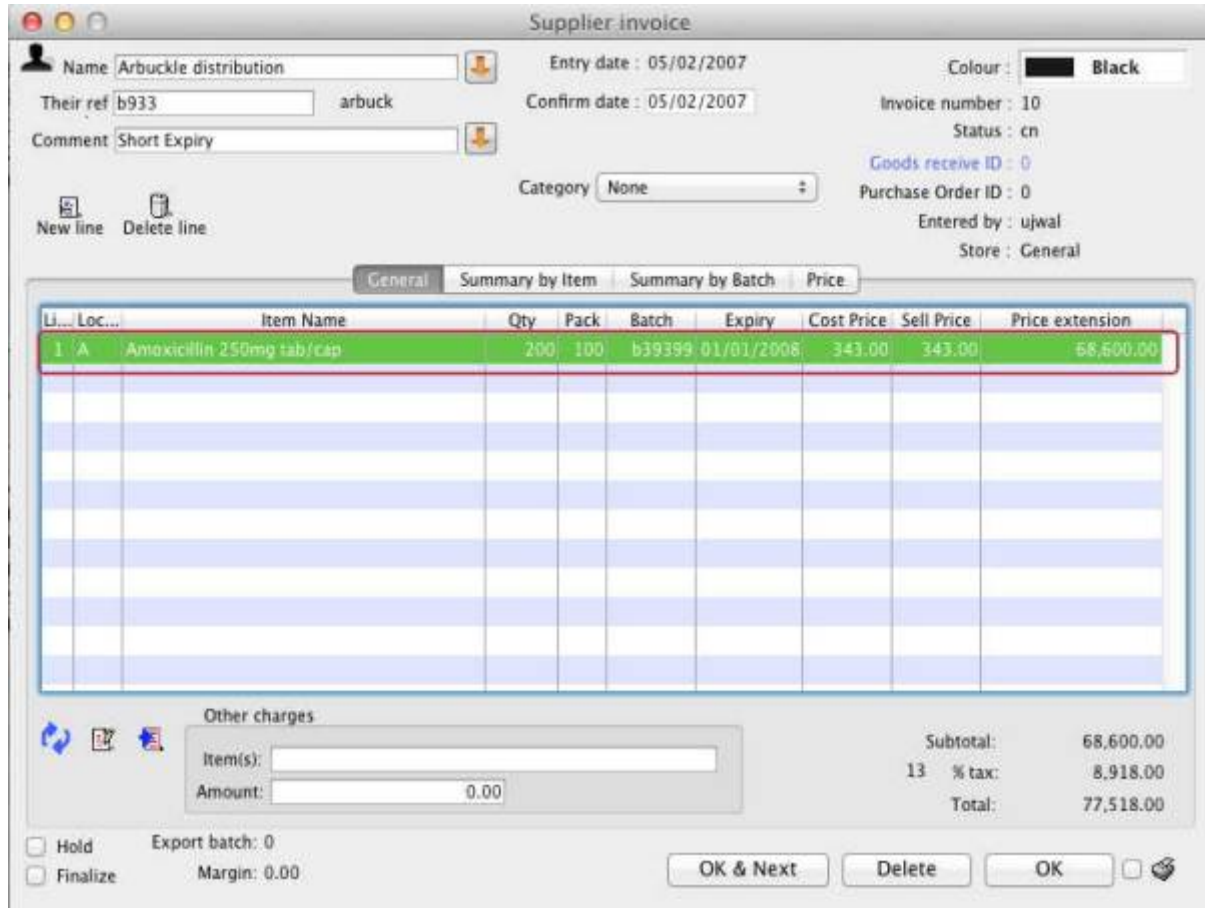 Supplier invoice
Name Arbuckle distribution
Entry date : 05/02/2007
Colour : Black
Their ref b933 arbuck
Confirm date : 05/02/2007
Invoice number : 10
Comment Short Expiry
Status : cn
Goods receive ID : 0
Category None
Purchase Order ID : 0
New line Delete line
Entered by : ujwal
Store : General
General Summary by Item Summary by Batch Price
Li... Loc... Item Name Qty Pack Batch Expiry Cost Price Sell Price Price extension
1 A Amoxicillin 250mg tab/cap 200 100 b39399 01/01/2008 343.00 343.00 68,600.00
Other charges
Item(s):
Amount: 0.00
Subtotal: 68,600.00
13 % tax: 8,918.00
Total: 77,518.00
Hold Export batch: 0
Finalize Margin: 0.00
OK & Next Delete OK